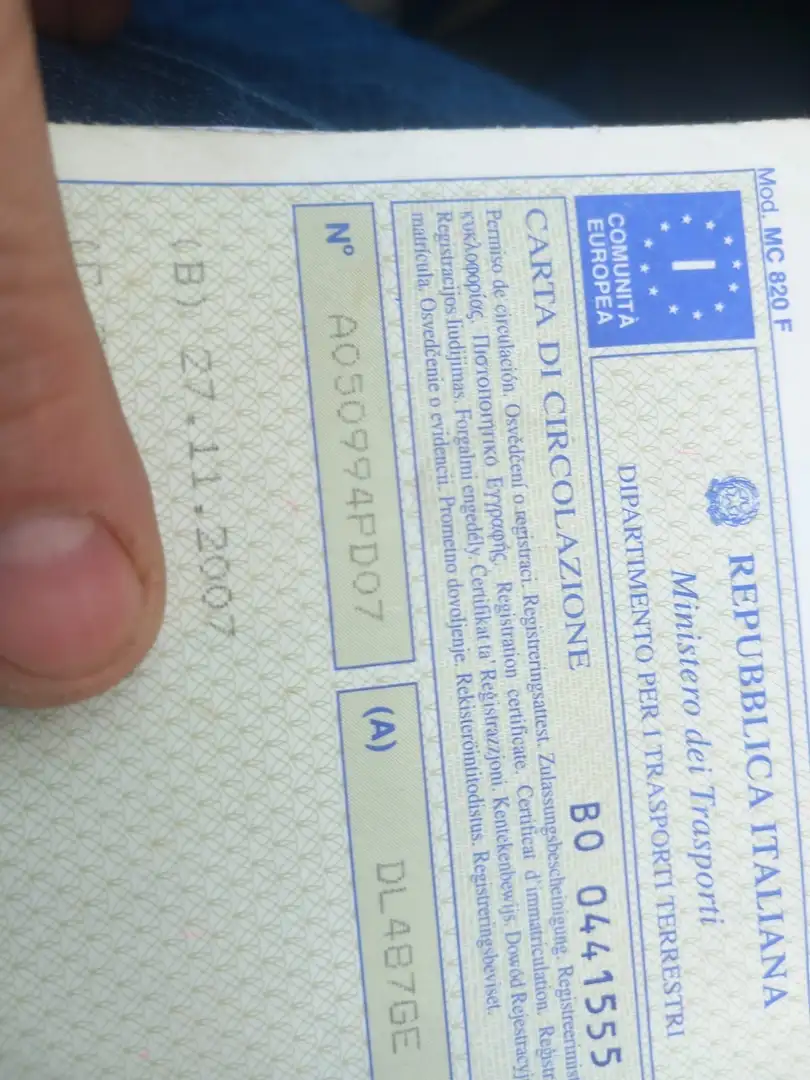 Mod. MC 820 F
I
COMUNITÀ
EUROPEA
REPUBBLICA ITALIANA
Ministero dei Trasporti
DIPARTIMENTO PER I TRASPORTI TERRESTRI
CARTA DI CIRCOLAZIONE
BO 0441555
Permiso de circulación. Osvědčení o registraci. Registreringsattest. Zulassungsbescheinigung. Registreerimis
κυκλοφορίας. Πιστοποιητικό Εγγραφής. Registration certificate. Certificat d'immatriculation. Reġistr
Registracijos liudijimas. Forgalmi engedély. Ċertifikat ta' Reġistrazzjoni. Kentekenbewijs. Dowód Rejestracyj
matrícula. Osvedčenie o evidencii. Prometno dovoljenje. Rekisteröintitodistus. Registreringsbeviset.
N° A050994PD07
(A) DL487GE
(B) 27.11.2007